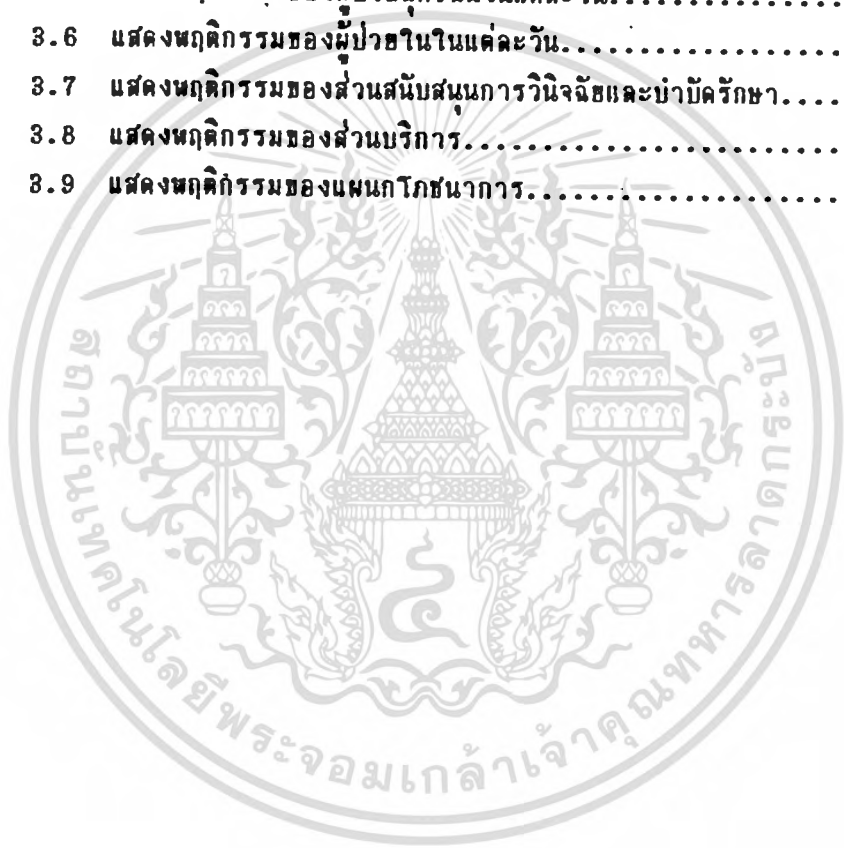 3.6 แสดงพฤติกรรมของผู้ป่วยในในแต่ละวัน..................
3.7 แสดงพฤติกรรมของส่วนสนับสนุนการวินิจฉัยและบำบัดรักษา....
3.8 แสดงพฤติกรรมของส่วนบริการ.........................
3.9 แสดงพฤติกรรมของแผนกโภชนาการ......................
สถาบันเทคโนโลยีพระจอมเกล้าเจ้าคุณทหารลาดกระบัง